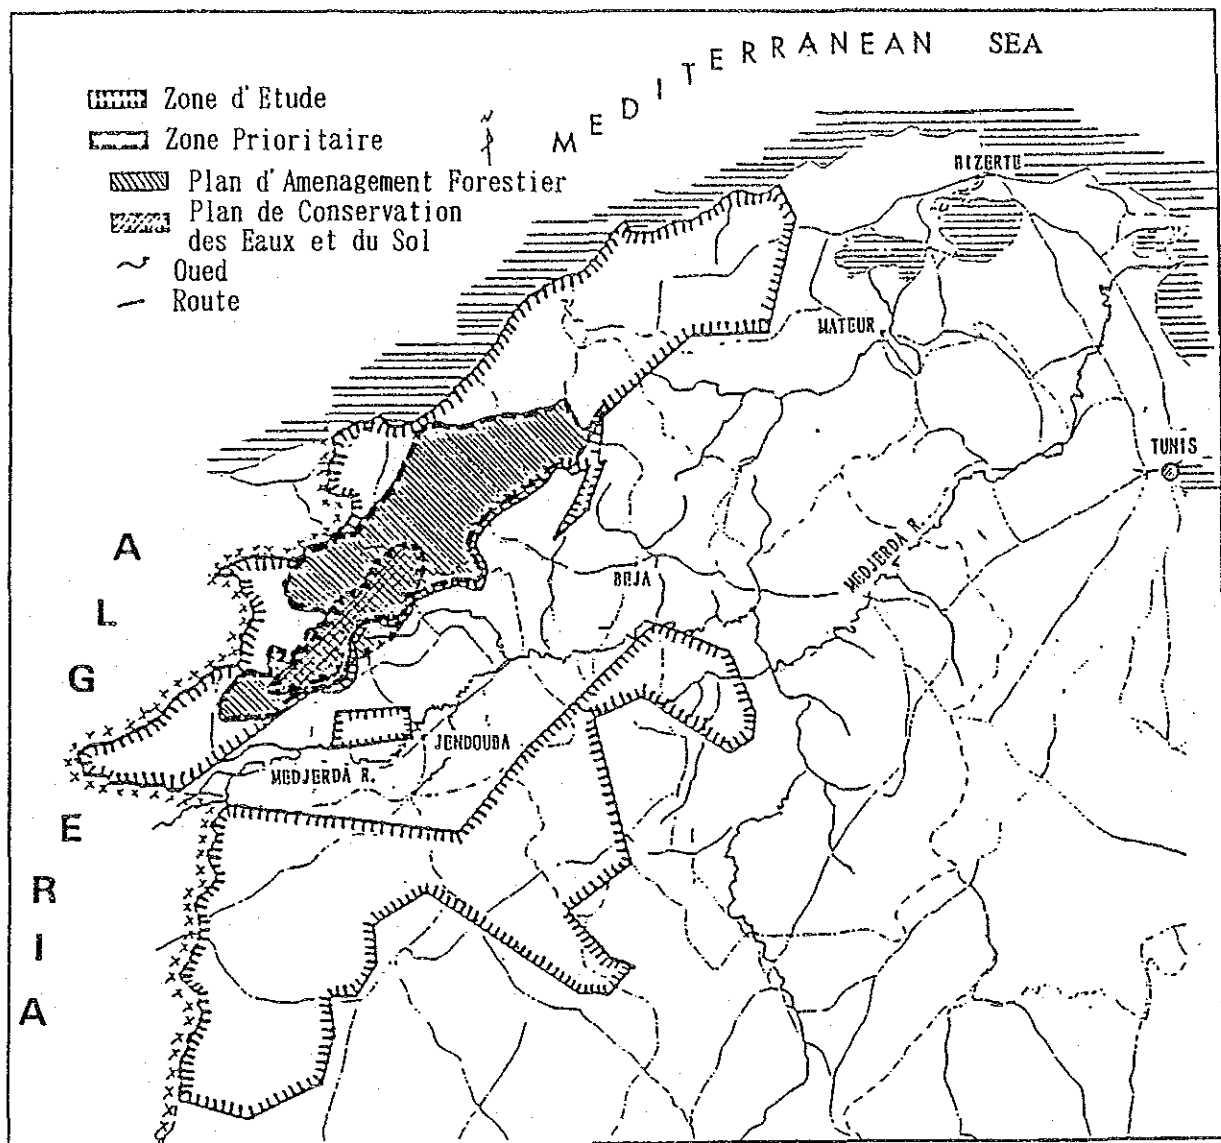 MEDITERRANEAN SEA
Zone d'Etude
Zone Prioritaire
N
Plan d'Amenagement Forestier
Plan de Conservation
des Eaux et du Sol
Oued
Route
BIZERTE
MATEUR
TUNIS
MEDJERDA R.
BEJA
JENDOUBA
MEDJERDA R.
ALGERIA